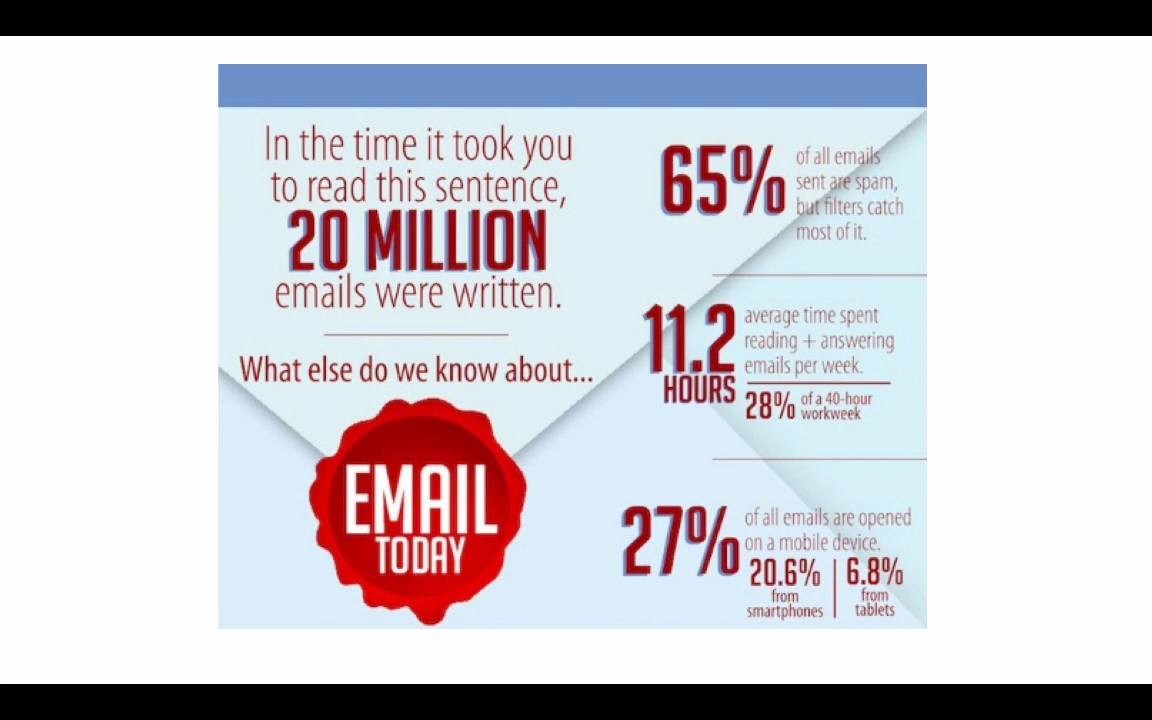 In the time it took you
to read this sentence,
20 MILLION
emails were written.
What else do we know about...
EMAIL
TODAY
65%
of all emails
sent are spam,
but filters catch
most of it.
11.2
HOURS
average time spent
reading + answering
emails per week.
28%
of a 40-hour
workweek
27%
of all emails are opened
on a mobile device.
20.6%
from
smartphones
6.8%
from
tablets